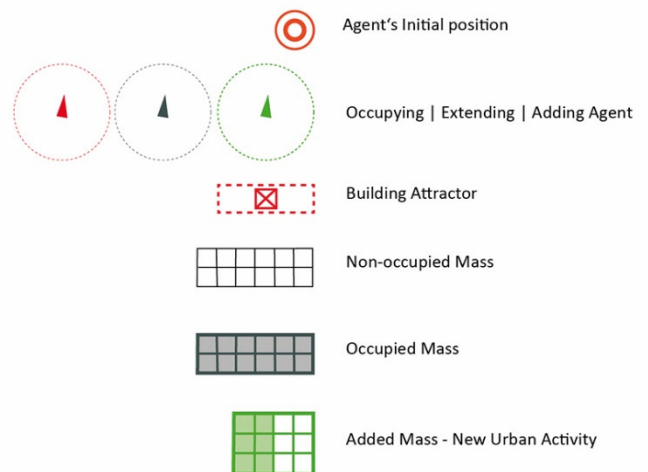 Agent‘s Initial position
Occupying | Extending | Adding Agent
Building Attractor
Non-occupied Mass
Occupied Mass
Added Mass - New Urban Activity